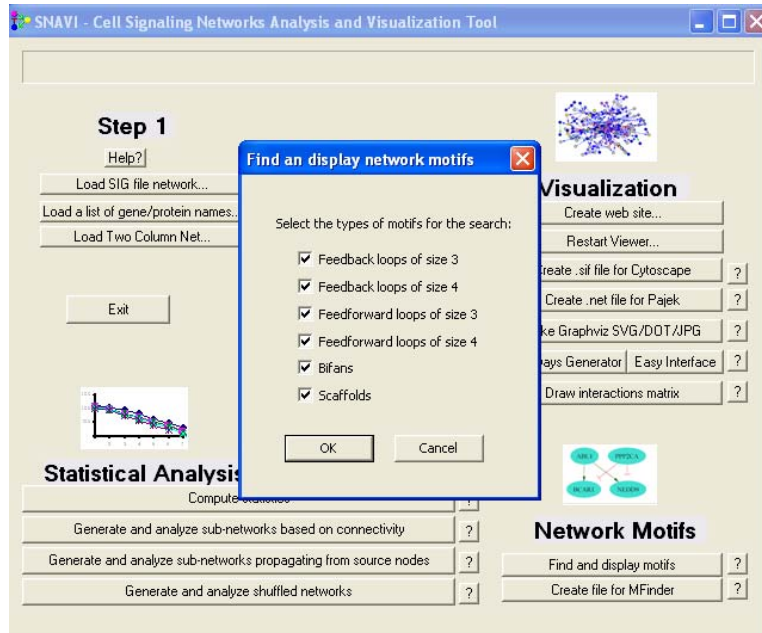 SNAVI - Cell Signaling Networks Analysis and Visualization Tool
Step 1
Help?
Load SIG file network...
Load a list of gene/protein names..
Load Two Column Net...
Exit
Find an display network motifs
Select the types of motifs for the search:
Feedback loops of size 3
Feedback loops of size 4
Feedforward loops of size 3
Feedforward loops of size 4
Bifans
Scaffolds
OK Cancel
Visualization
Create web site...
Restart Viewer...
Create .sif file for Cytoscape ?
Create .net file for Pajek ?
Graphviz SVG/DOT/JPG ?
Generator Easy Interface ?
Draw interactions matrix ?
Statistical Analysis
Compute ?
Generate and analyze sub-networks based on connectivity ?
Generate and analyze sub-networks propagating from source nodes ?
Generate and analyze shuffled networks ?
Network Motifs
Find and display motifs ?
Create file for MFinder ?